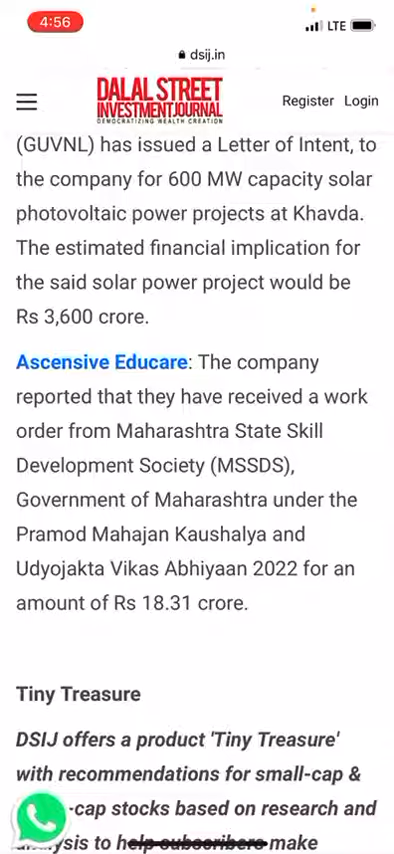 4:56
LTE
dsij.in
DALAL STREET
INVESTMENT JOURNAL
DEMOCRATIZING WEALTH CREATION
Register Login
(GUVNL) has issued a Letter of Intent, to
the company for 600 MW capacity solar
photovoltaic power projects at Khavda.
The estimated financial implication for
the said solar power project would be
Rs 3,600 crore.
Ascensive Educare: The company
reported that they have received a work
order from Maharashtra State Skill
Development Society (MSSDS),
Government of Maharashtra under the
Pramod Mahajan Kaushalya and
Udyojakta Vikas Abhiyaan 2022 for an
amount of Rs 18.31 crore.
Tiny Treasure
DSIJ offers a product 'Tiny Treasure'
with recommendations for small-cap &
-cap stocks based on research and
to help subscribers make